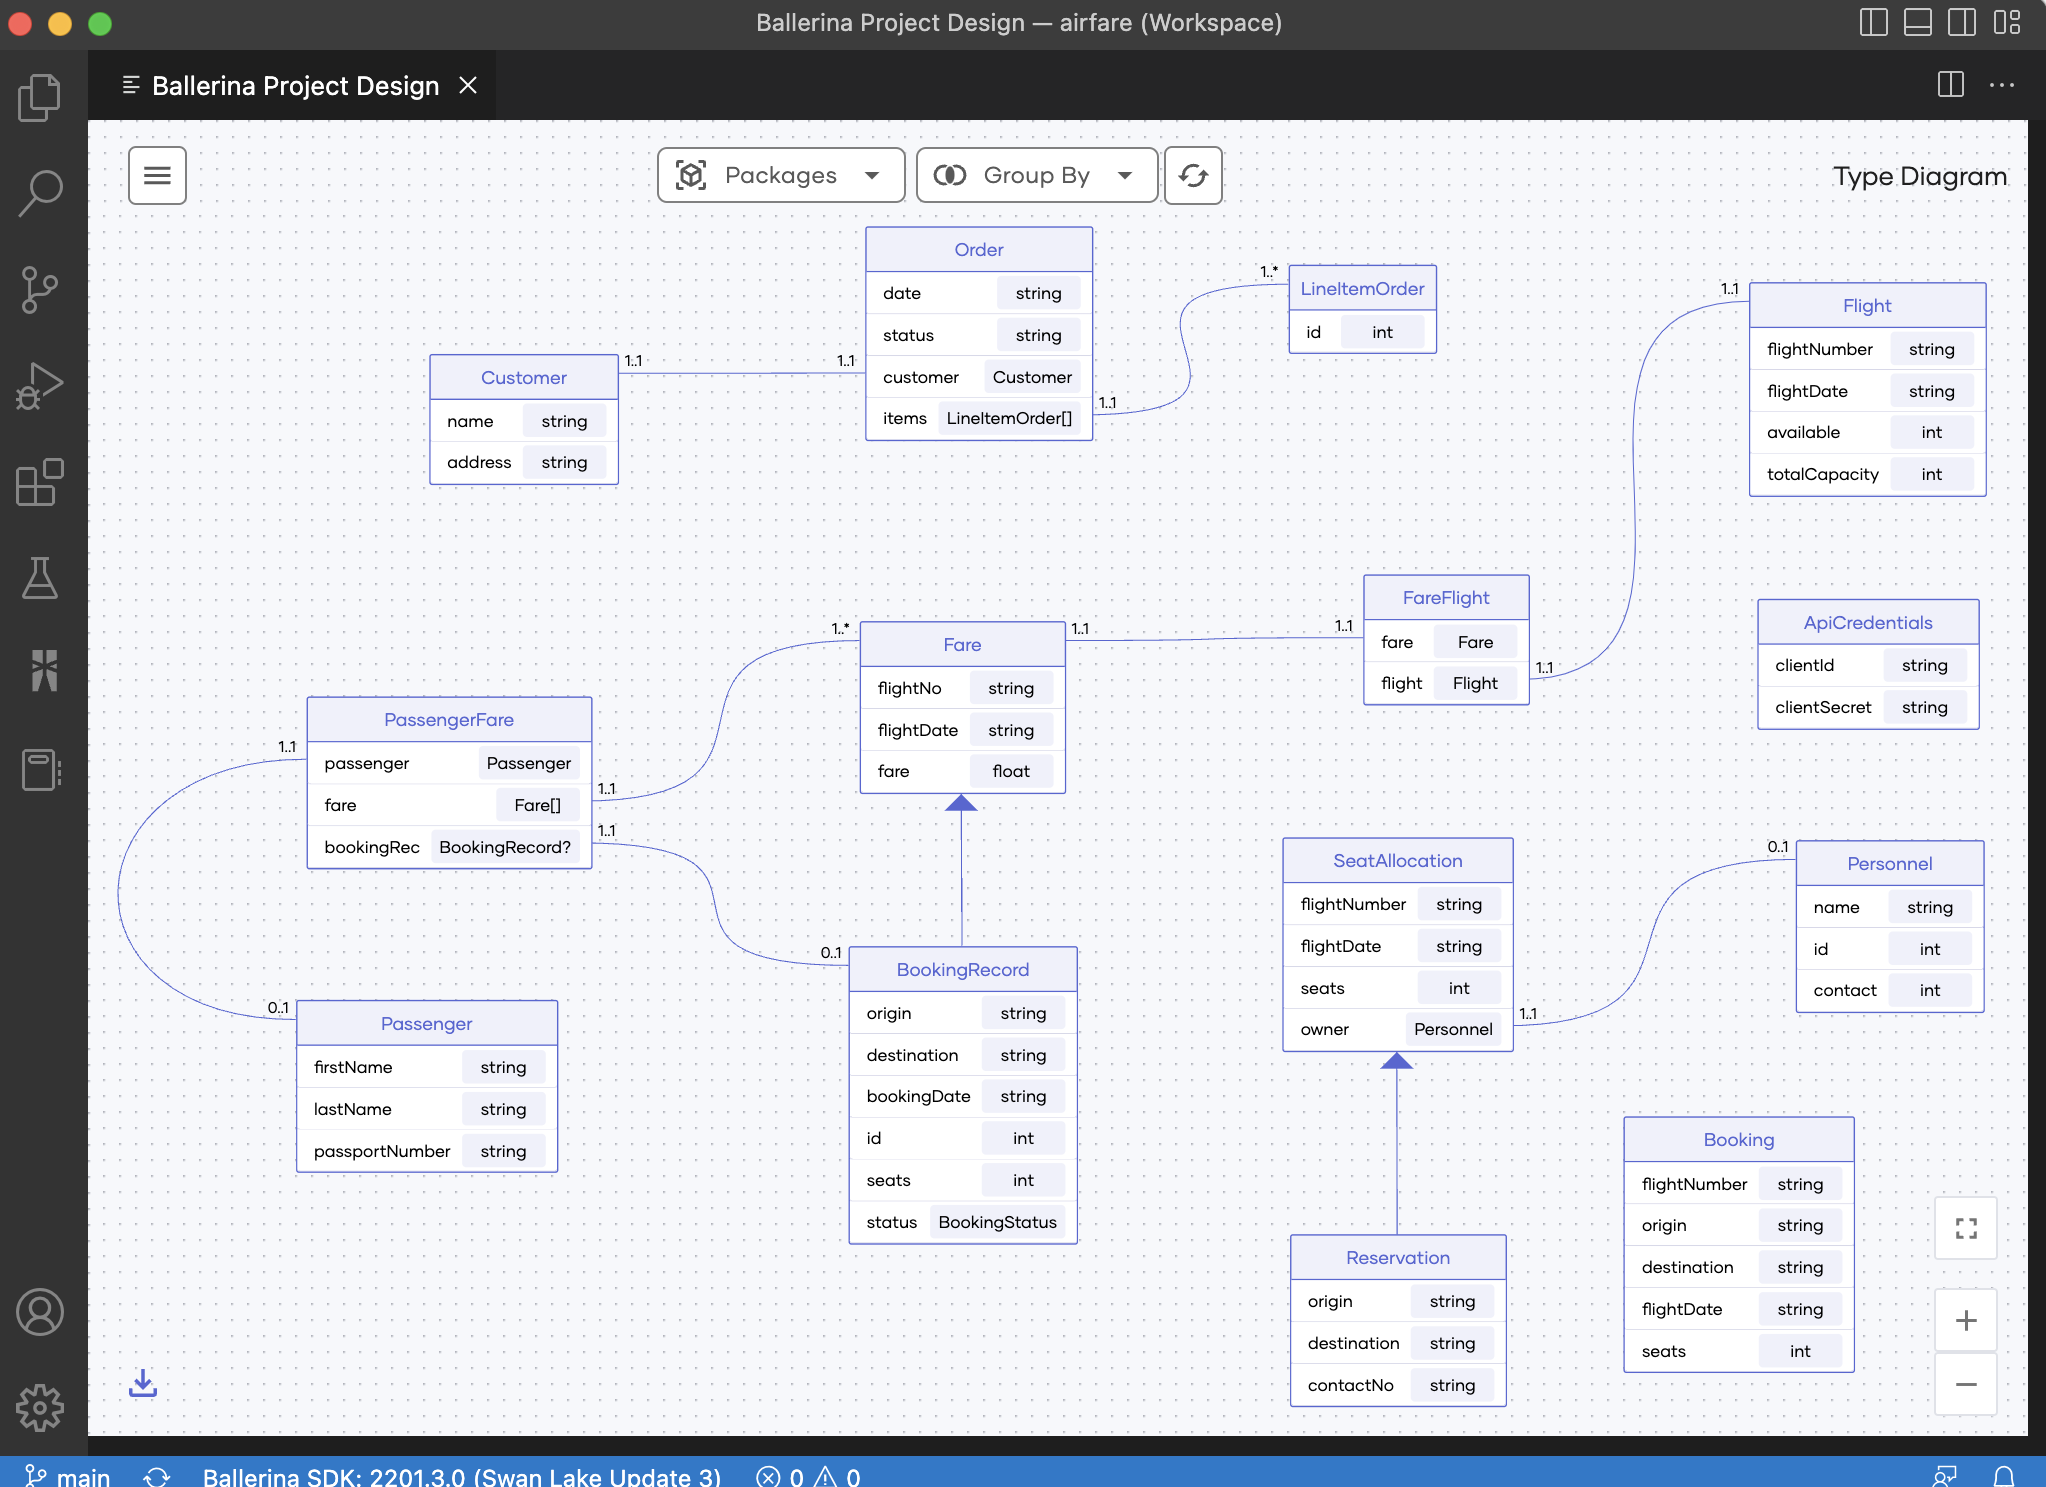 Ballerina Project Design — airfare (Workspace)
Ballerina Project Design
Packages
Group By
Type Diagram
Order
date string
status string
customer Customer
items LineItemOrder[]
1..*
1..1
LineItemOrder
id int
1..1
Flight
flightNumber string
flightDate string
available int
totalCapacity int
Customer
name string
address string
1..1
1..1
FareFlight
fare Fare
flight Flight
1..1
1..1
ApiCredentials
clientId string
clientSecret string
1..*
Fare
1..1
flightNo string
flightDate string
fare float
PassengerFare
passenger Passenger
fare Fare[]
bookingRec BookingRecord?
1..1
1..1
1..1
SeatAllocation
flightNumber string
flightDate string
seats int
owner Personnel
1..1
0..1
Personnel
name string
id int
contact int
0..1
BookingRecord
origin string
destination string
bookingDate string
id int
seats int
status BookingStatus
0..1
Passenger
firstName string
lastName string
passportNumber string
Booking
flightNumber string
origin string
destination string
flightDate string
seats int
Reservation
origin string
destination string
contactNo string
main
Ballerina SDK: 2201.3.0 (Swan Lake Update 3)
0
0